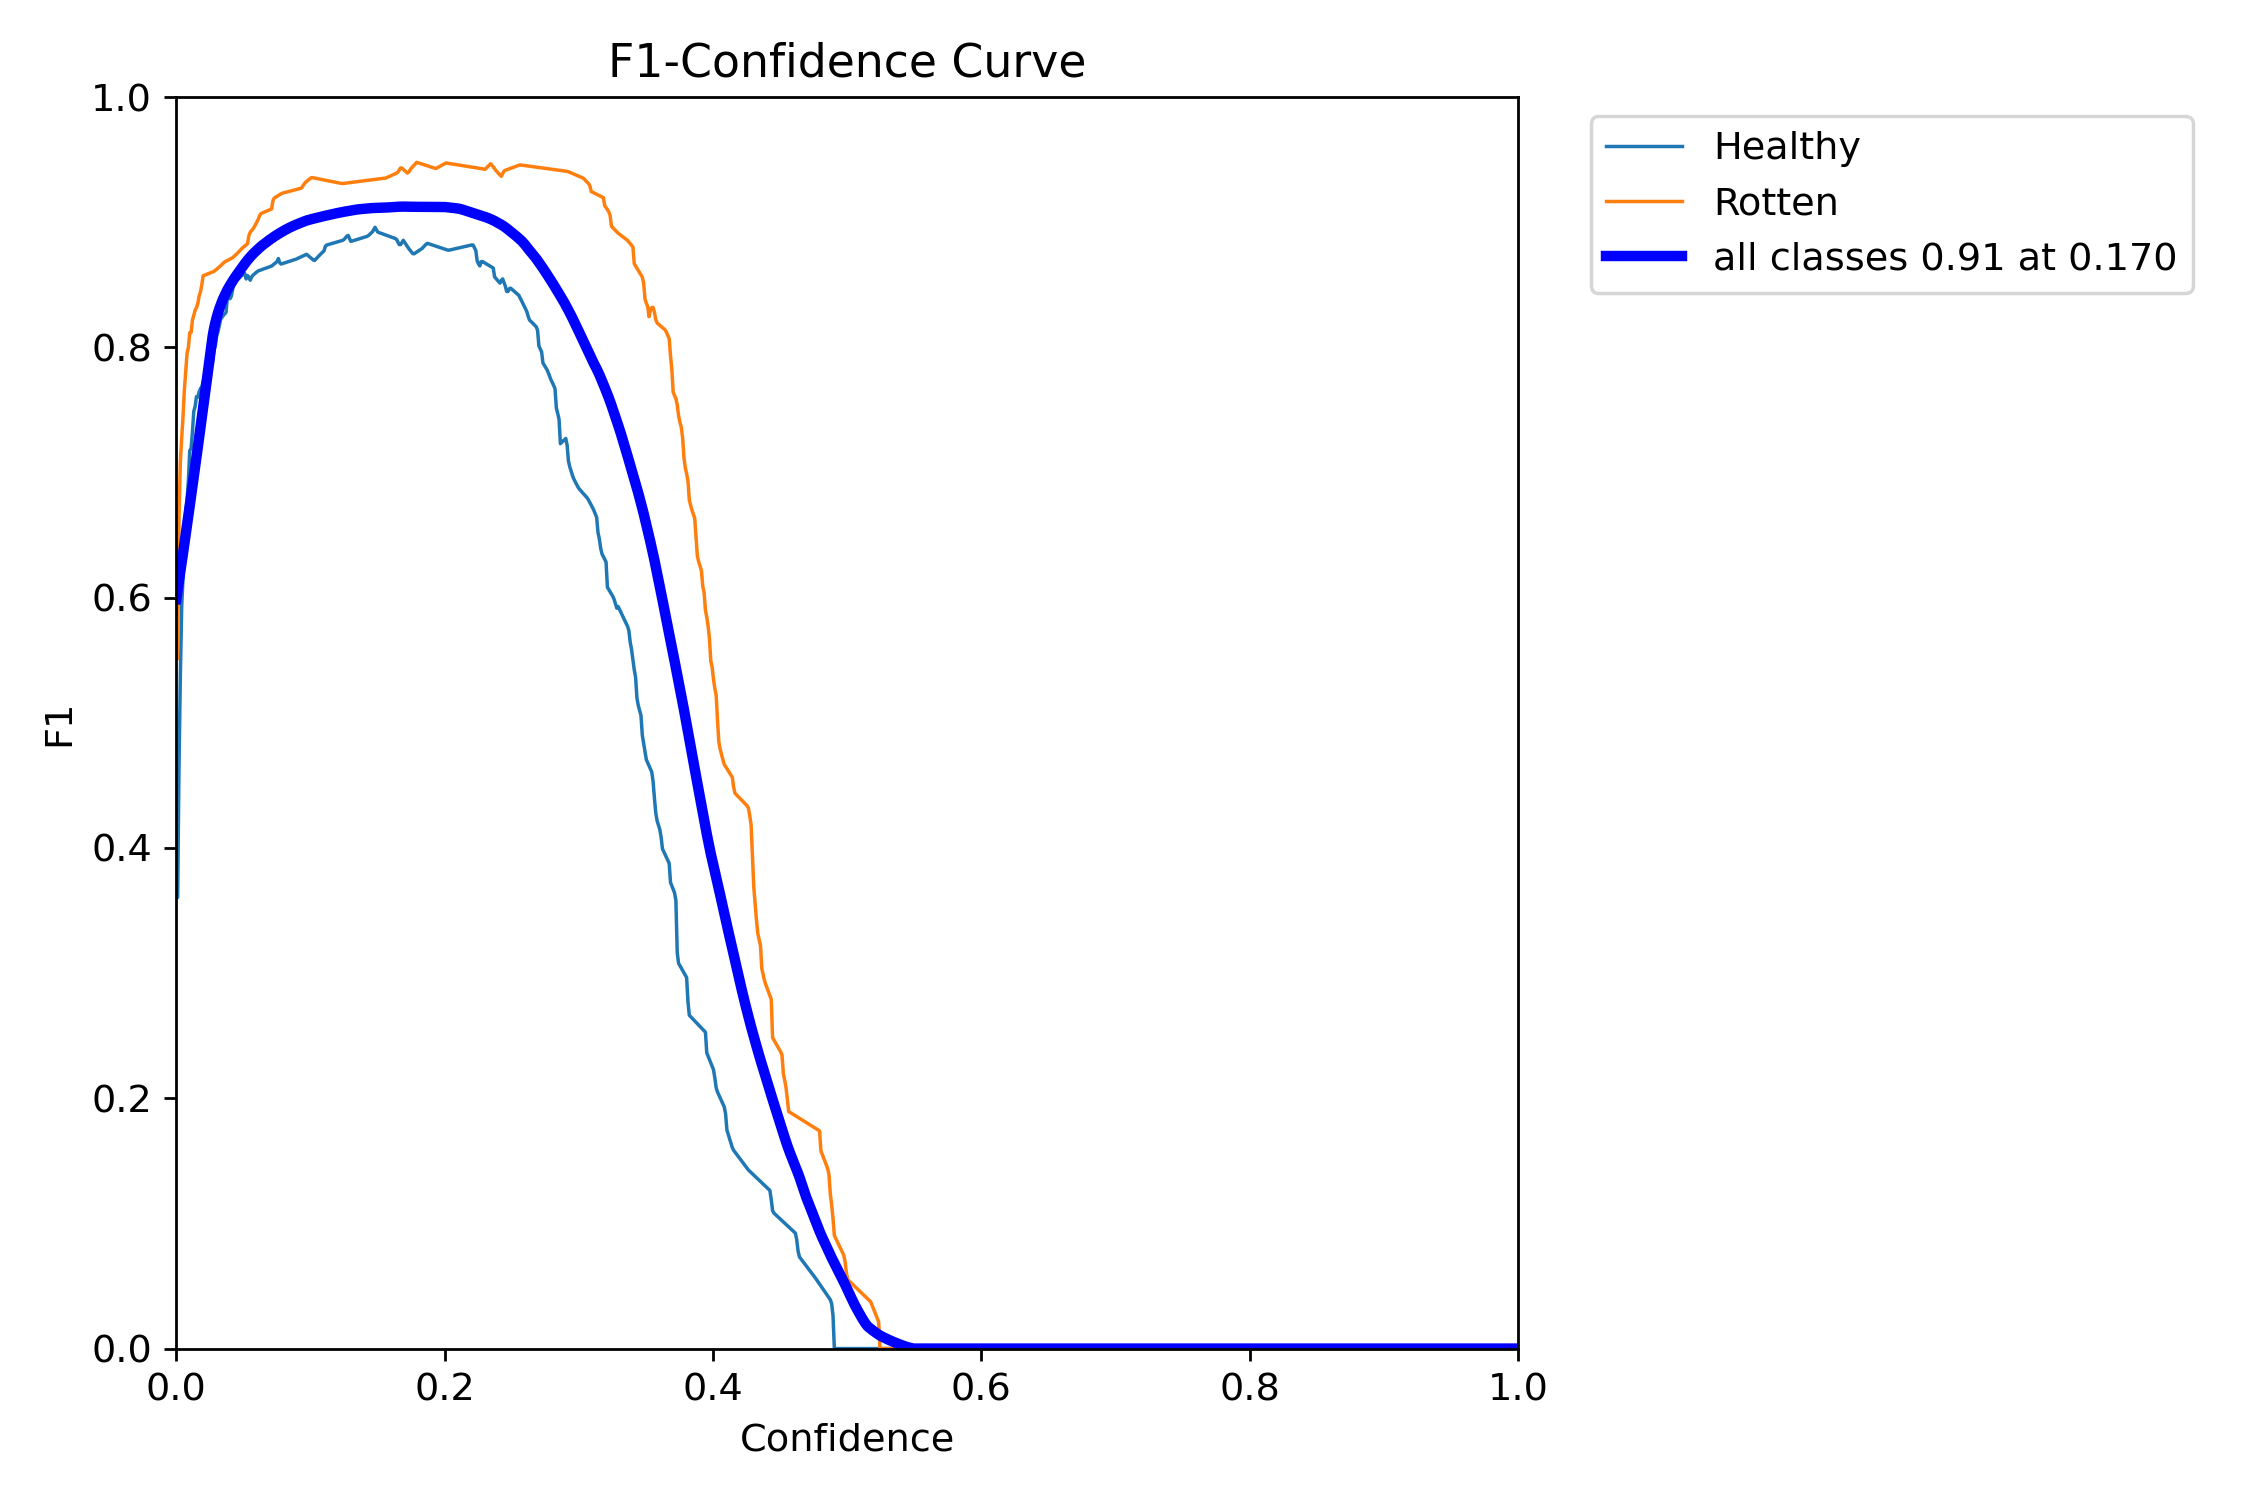 F1-Confidence Curve
Healthy
Rotten
all classes 0.91 at 0.170
F1
1.0
0.8
0.6
0.4
0.2
0.0
0.0 0.2 0.4 0.6 0.8 1.0
Confidence